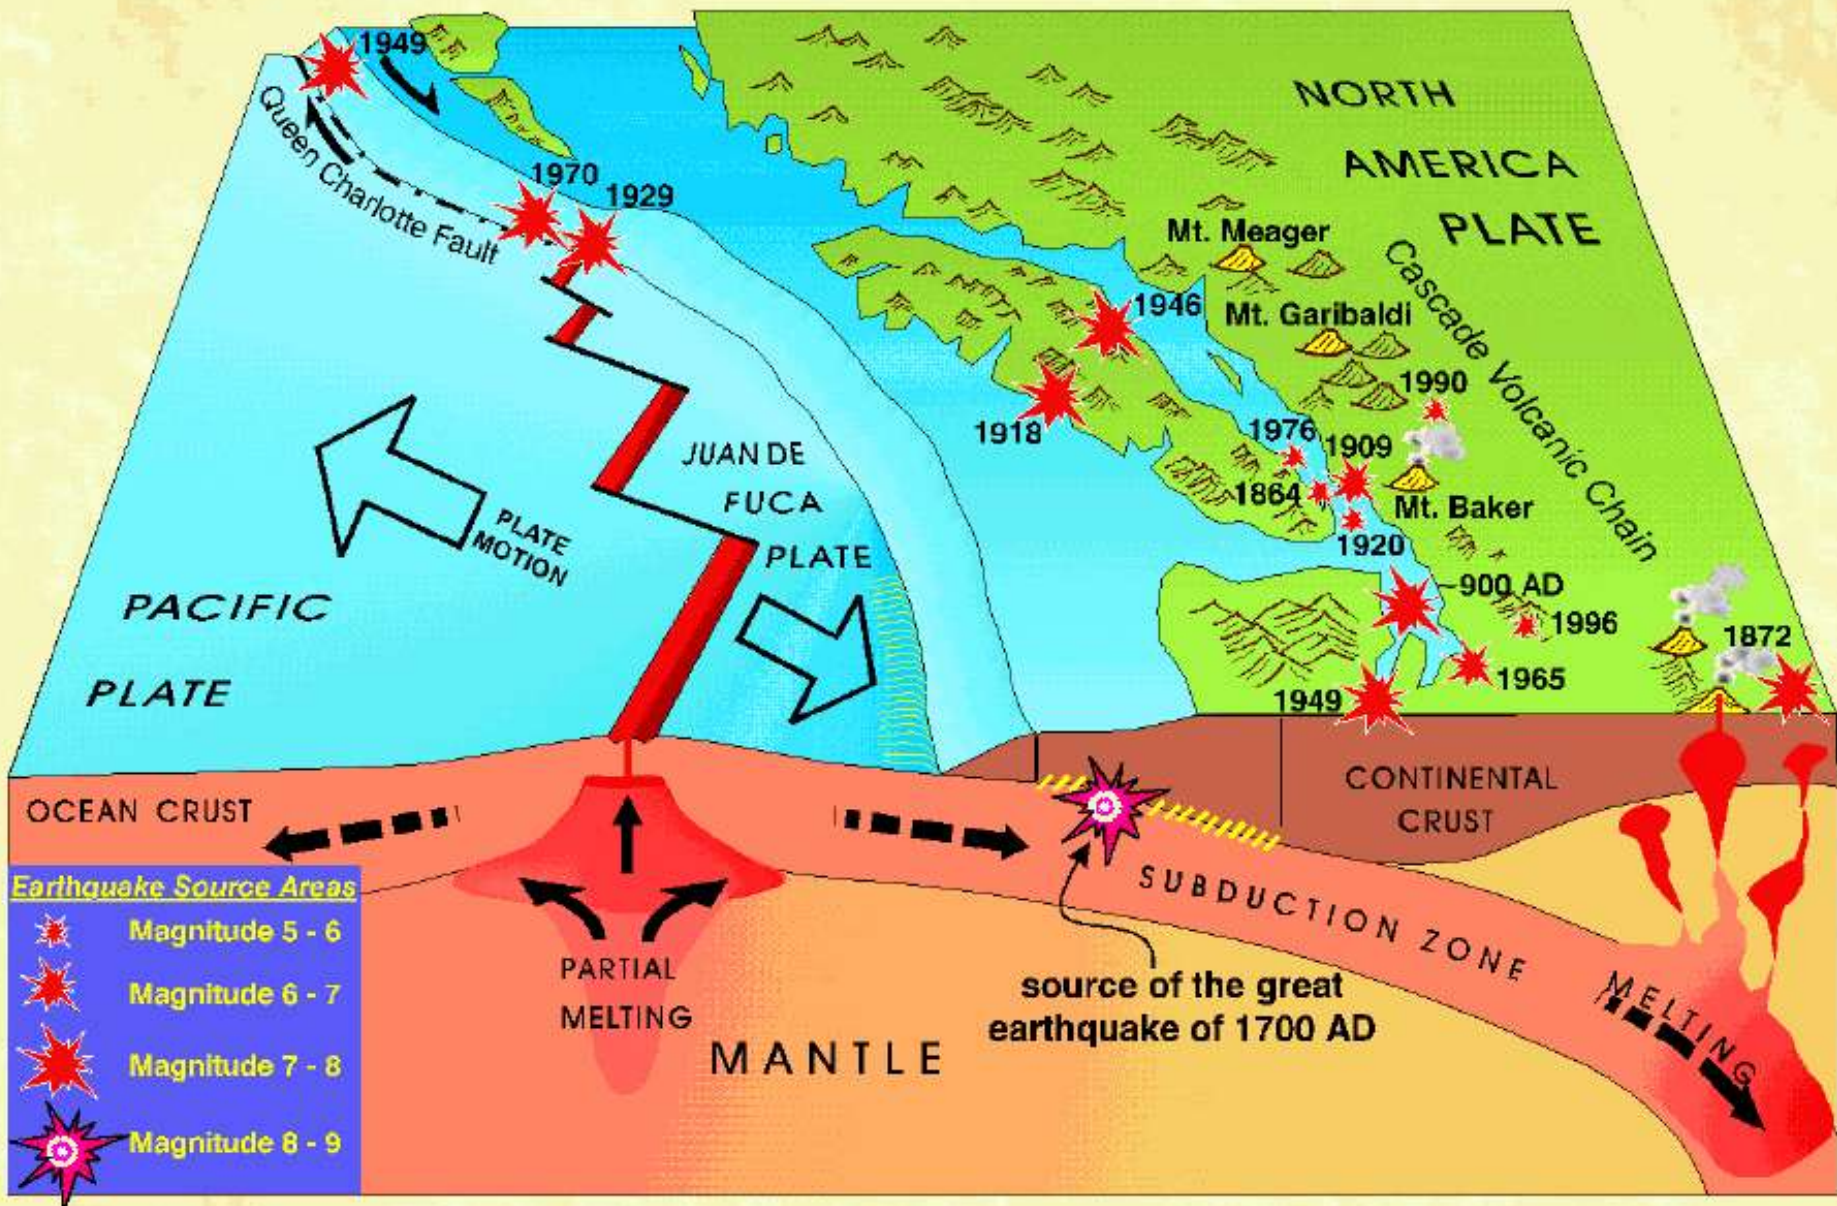 1949
Queen Charlotte Fault
1970
1929
NORTH
AMERICA
PLATE
Mt. Meager
Cascade Volcanic Chain
1946
Mt. Garibaldi
1990
1918
1976
1909
1864
Mt. Baker
1920
JUAN DE
FUCA
PLATE
PLATE
MOTION
PACIFIC
PLATE
~900 AD
1996
1872
1965
1949
OCEAN CRUST
CONTINENTAL
CRUST
SUBDUCTION ZONE
MELTING
PARTIAL
MELTING
source of the great
earthquake of 1700 AD
MANTLE
Earthquake Source Areas
Magnitude 5 - 6
Magnitude 6 - 7
Magnitude 7 - 8
Magnitude 8 - 9